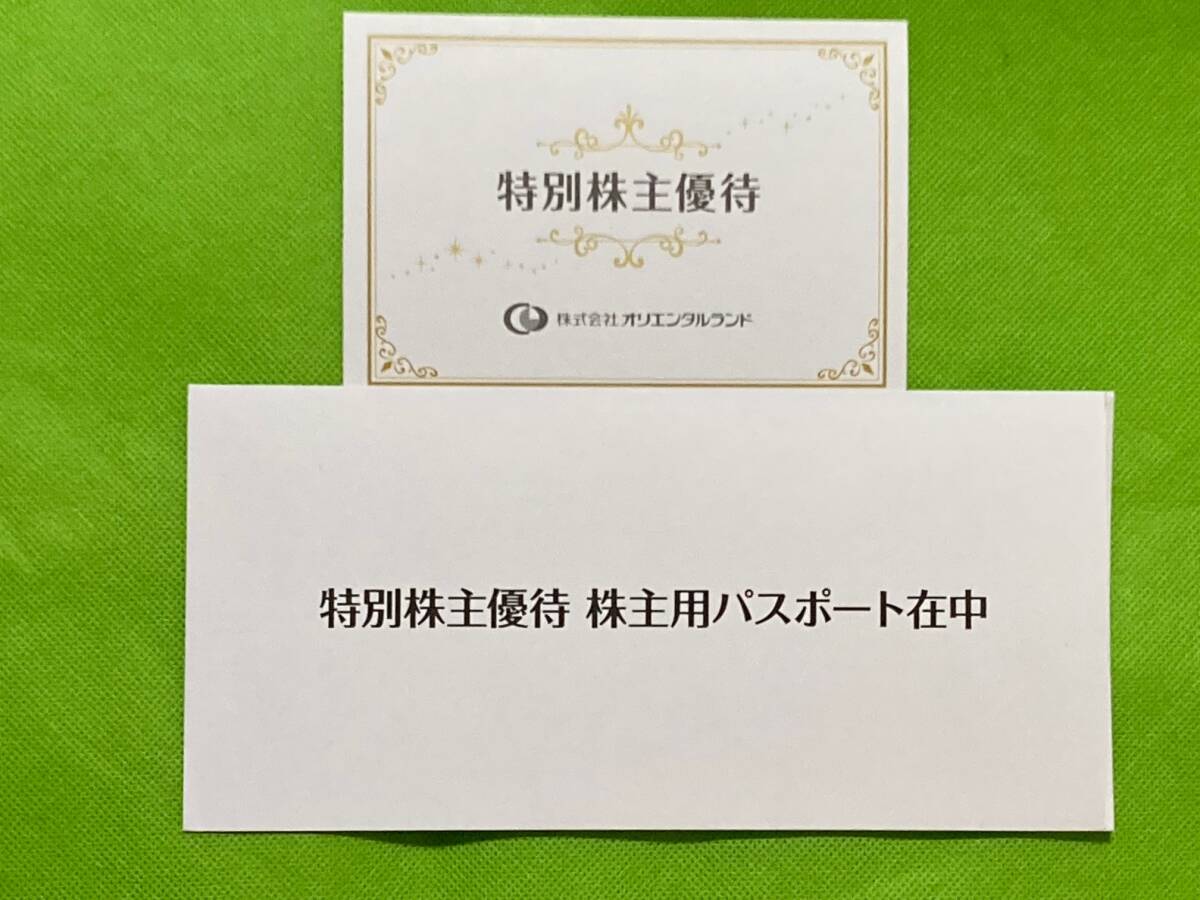 特別株主優待
株式会社オリエンタルランド
特別株主優待 株主用パスポート在中